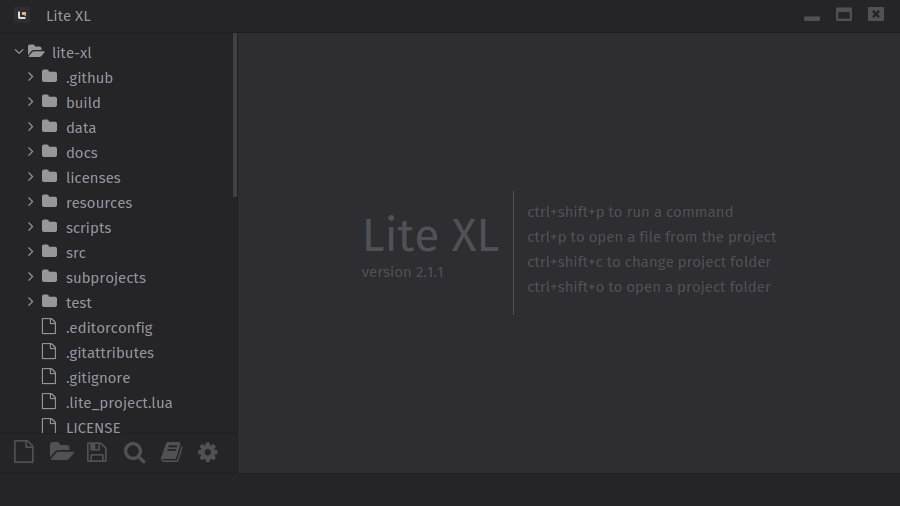 Lite XL
lite-xl
.github
build
data
docs
licenses
resources
scripts
src
subprojects
test
.editorconfig
.gitattributes
.gitignore
.lite_project.lua
LICENSE
Lite XL
version 2.1.1
ctrl+shift+p to run a command
ctrl+p to open a file from the project
ctrl+shift+c to change project folder
ctrl+shift+o to open a project folder